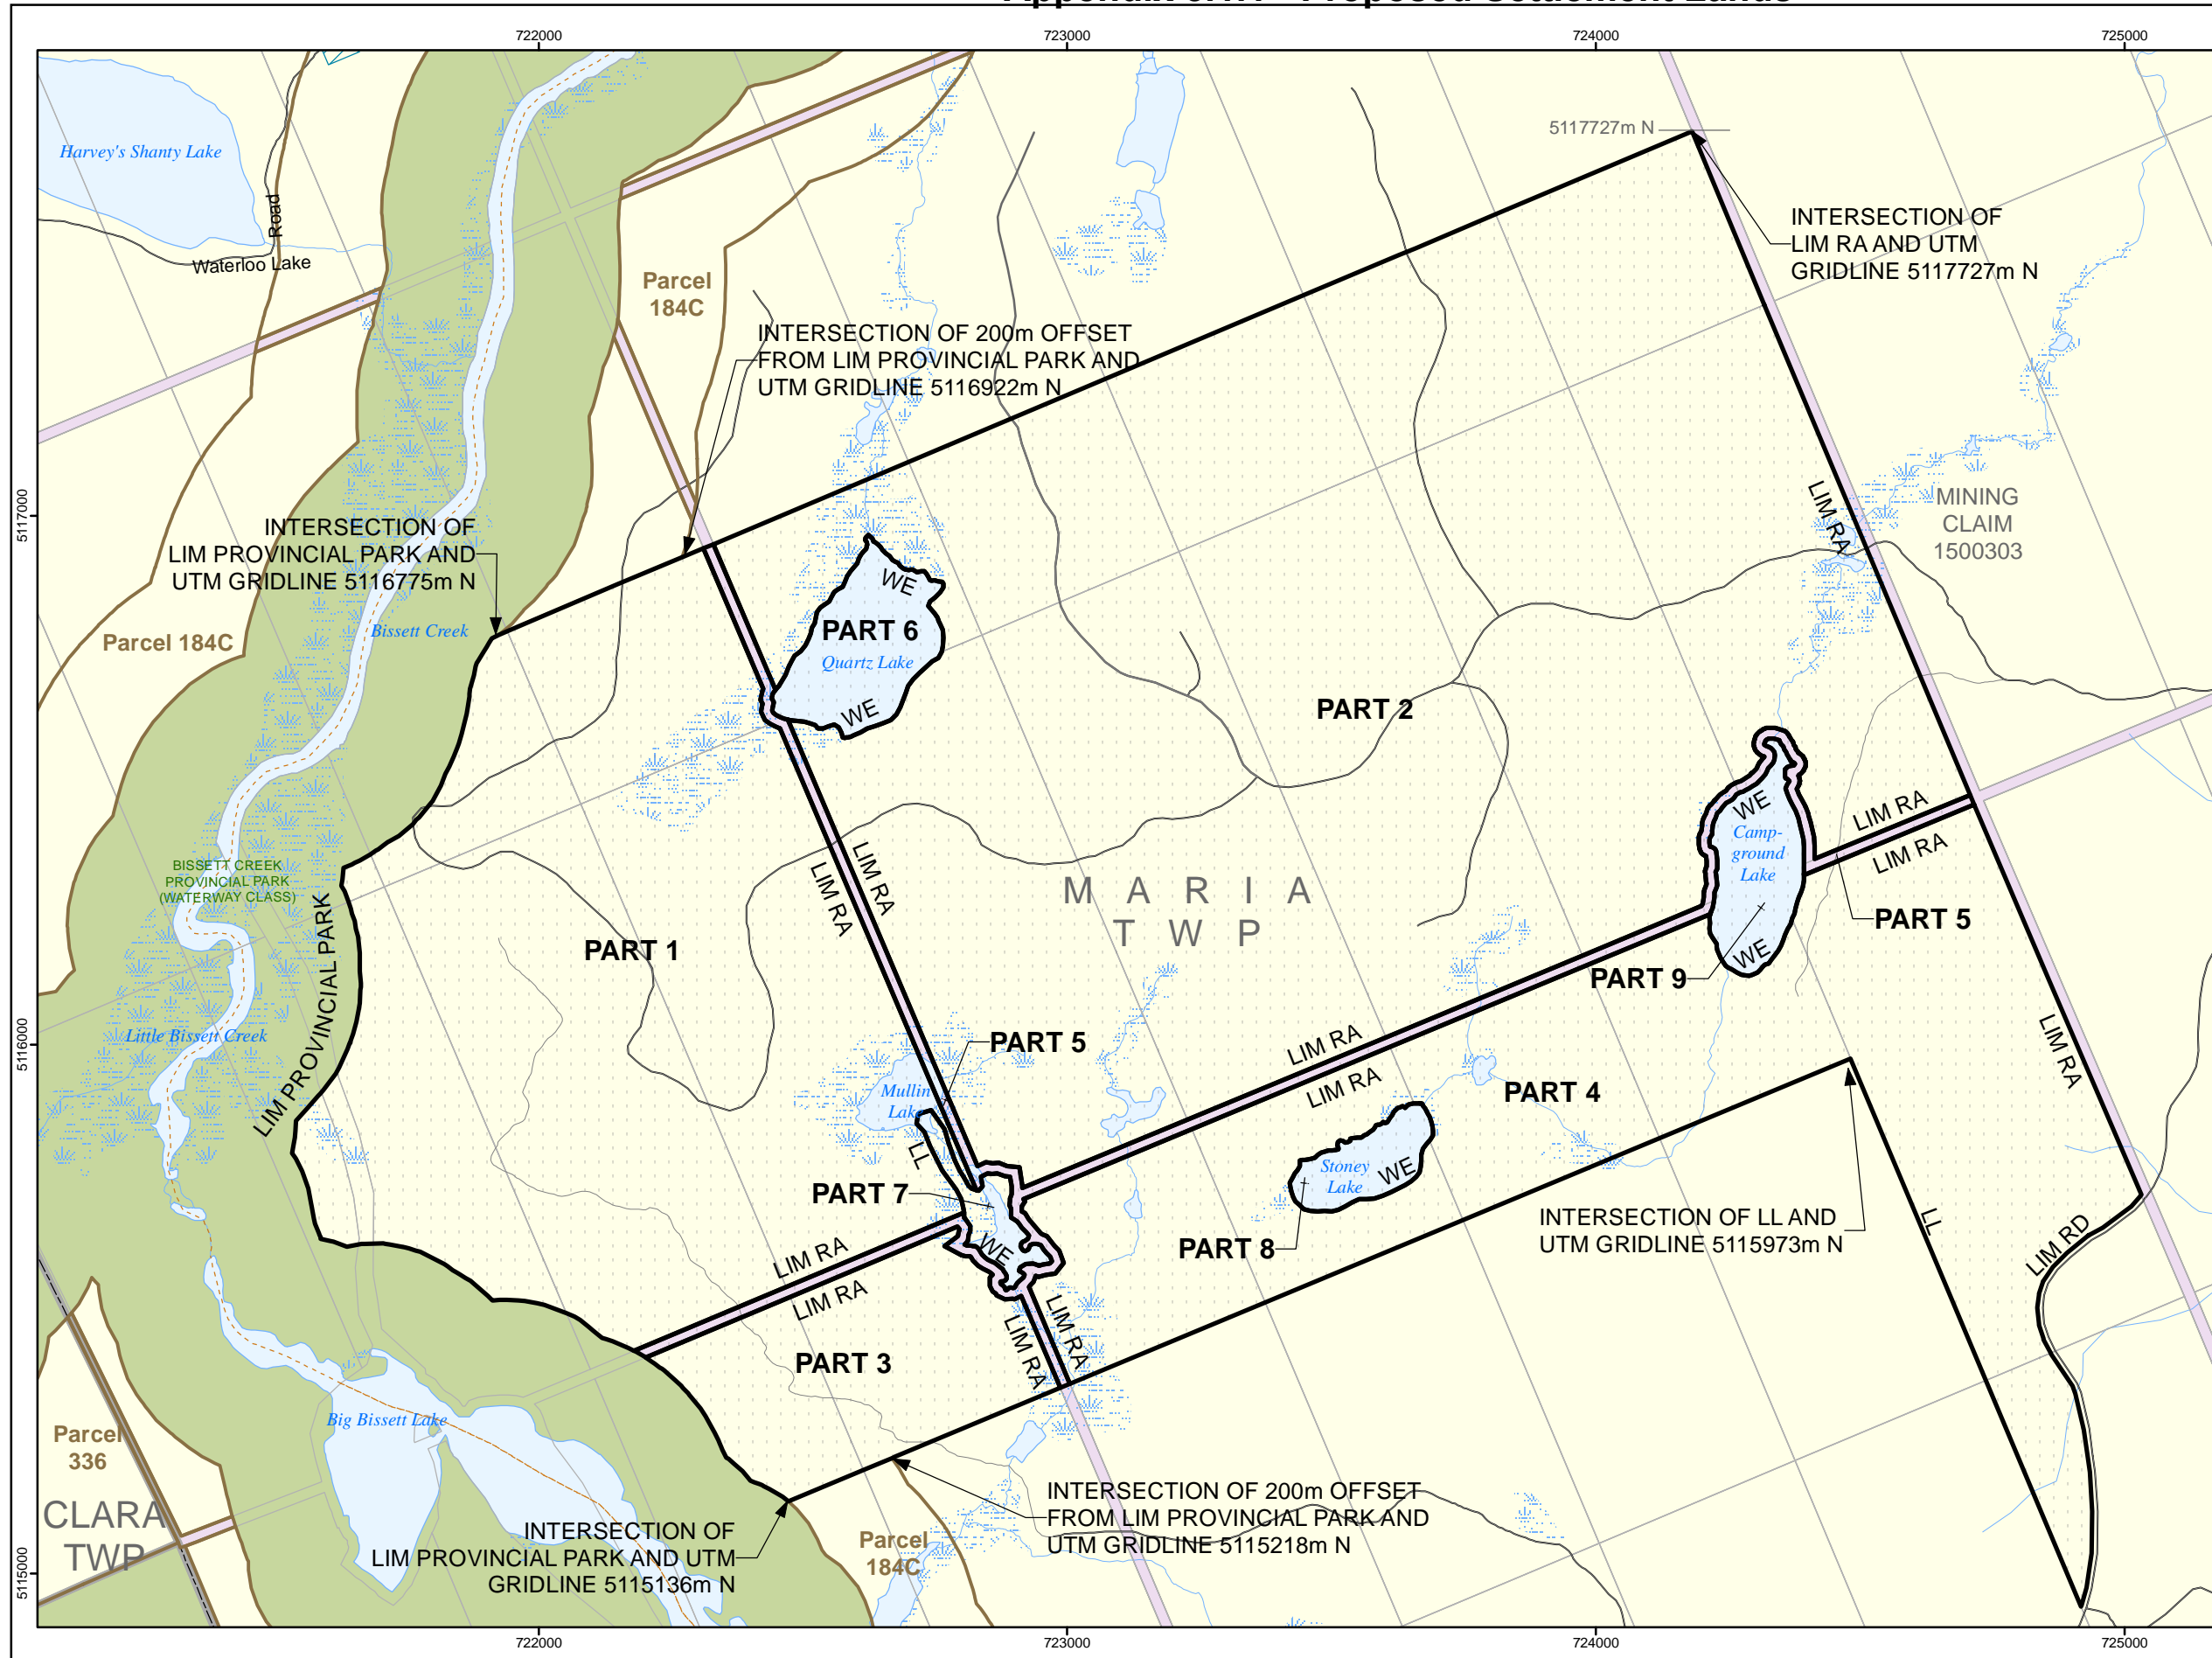 722000
723000
724000
725000
5117727m N
Harvey's Shanty Lake
Road
Waterloo Lake
INTERSECTION OF
LIM RA AND UTM
GRIDLINE 5117727m N
Parcel
184C
INTERSECTION OF 200m OFFSET
FROM LIM PROVINCIAL PARK AND
UTM GRIDLINE 5116922m N
5117000
INTERSECTION OF
LIM PROVINCIAL PARK AND
UTM GRIDLINE 5116775m N
LIM RA
MINING
CLAIM
1500303
WE
PART 6
Quartz Lake
WE
Bissett Creek
Parcel 184C
PART 2
WE
Camp-
ground
Lake
WE
LIM RA
LIM RA
PART 5
BISSETT CREEK
PROVINCIAL PARK
(WATERWAY CLASS)
LIM RA
LIM RA
MARIA
TWP
PART 1
PART 9
LIM PROVINCIAL PARK
5116000
Little Bissett Creek
PART 5
LIM RA
LIM RA
LIM RA
Mullin
Lake
PART 4
LL
PART 7
WE
Stoney
Lake
WE
PART 8
INTERSECTION OF LL AND
UTM GRIDLINE 5115973m N
LL
LIM RD
LIM RA
LIM RA
LIM RA
LIM RA
PART 3
Big Bissett Lake
Parcel
336
CLARA
TWP
INTERSECTION OF 200m OFFSET
FROM LIM PROVINCIAL PARK AND
UTM GRIDLINE 5115218m N
INTERSECTION OF
LIM PROVINCIAL PARK AND UTM
GRIDLINE 5115136m N
Parcel
184C
5115000
722000
723000
724000
725000